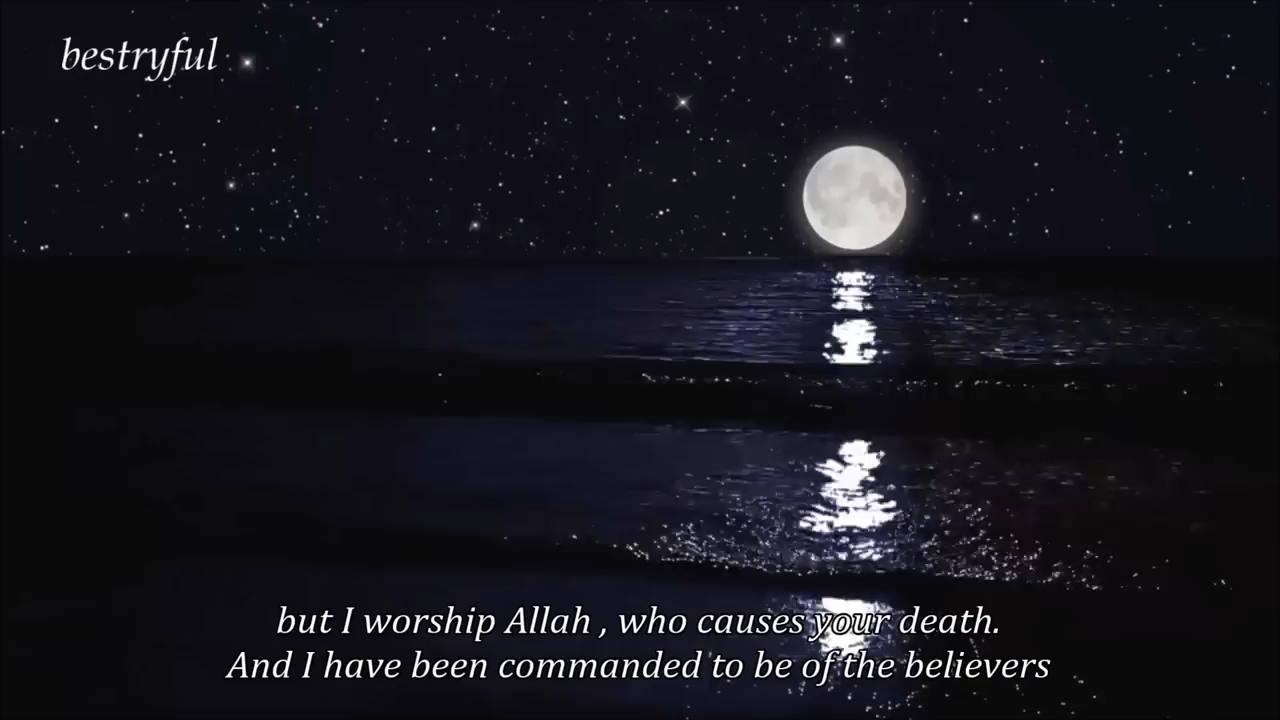 bestryful
but I worship Allah , who causes your death.
And I have been commanded to be of the believers